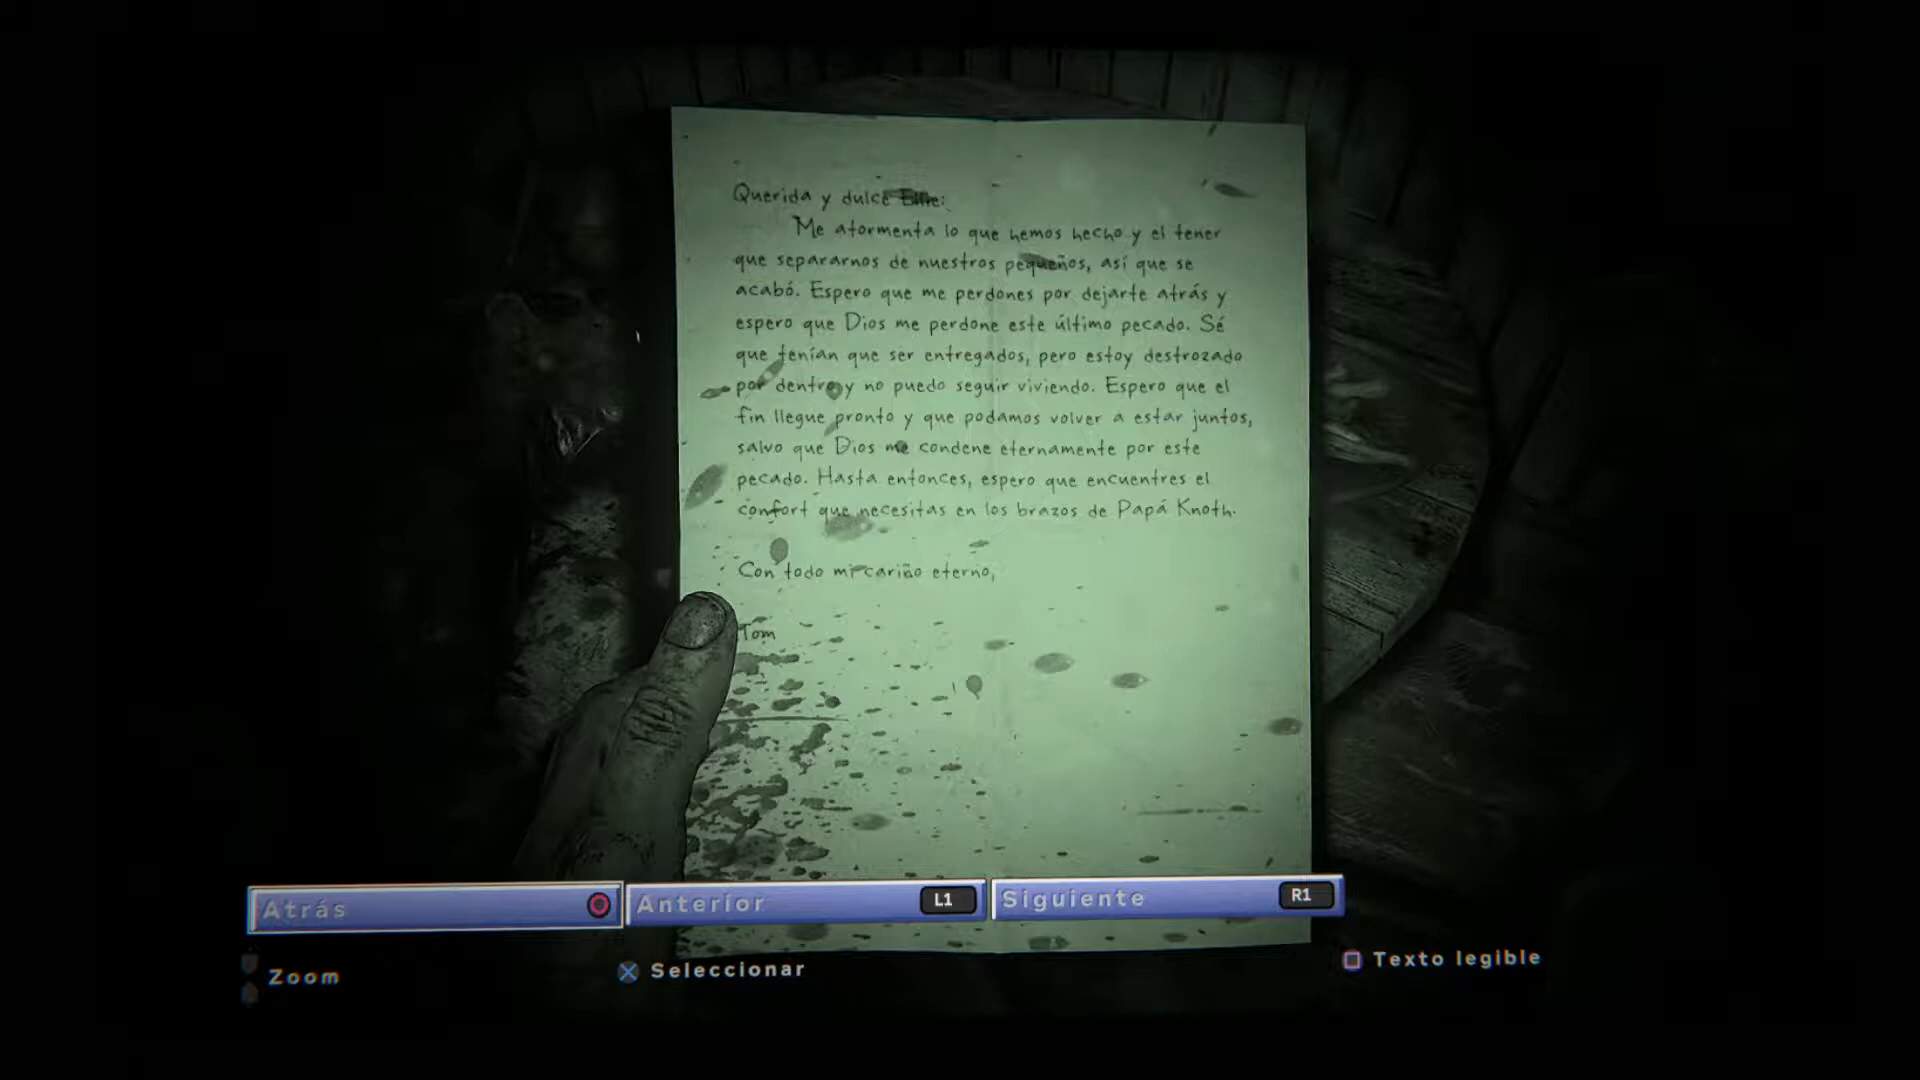 Querida y dulce Ellie:
Me atormenta lo que hemos hecho y el tener
que separarnos de nuestros pequeños, así que se
acabó. Espero que me perdones por dejarte atrás y
espero que Dios me perdone este último pecado. Sé
que tenían que ser entregados, pero estoy destrozado
por dentro y no puedo seguir viviendo. Espero que el
fin llegue pronto y que podamos volver a estar juntos,
salvo que Dios me condene eternamente por este
pecado. Hasta entonces, espero que encuentres el
confort que necesitas en los brazos de Papá Knoth.
Con todo mi cariño eterno,
Tom
Atrás
Anterior L1
Siguiente R1
Zoom
Seleccionar
Texto legible